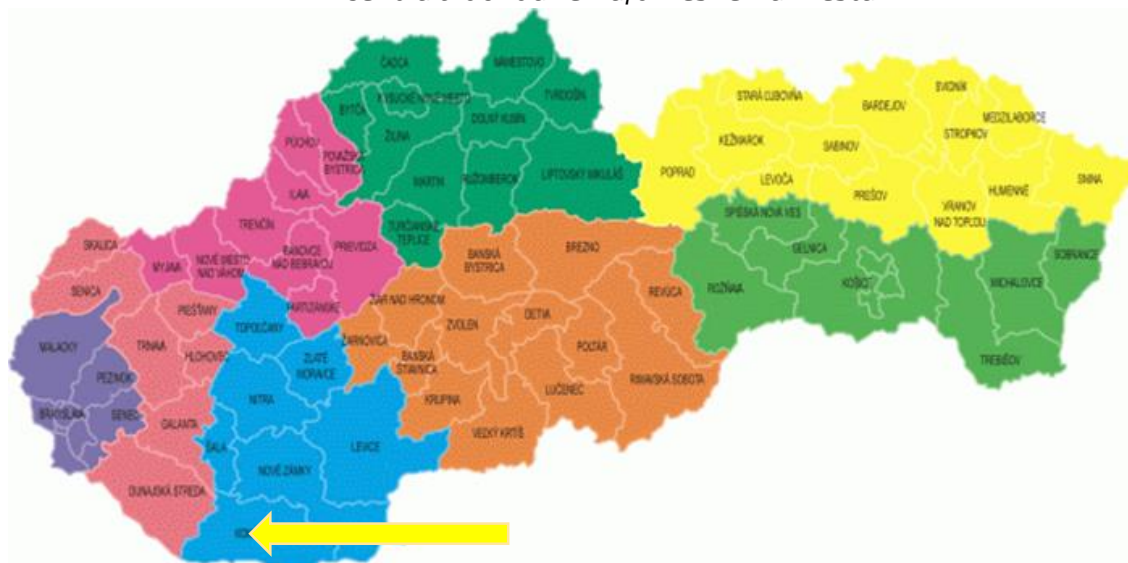 ČADCA
NÁMESTOVO
TVRDOŠÍN
KYSUCKÉ NOVÉ MESTO
BYTČA
DOLNÝ KUBÍN
ŽILINA
PÚCHOV
POVAŽSKÁ
BYSTRICA
MARTIN
RUŽOMBEROK
LIPTOVSKÝ MIKULÁŠ
ILAVA
TURČIANSKE
TEPLICE
STARÁ ĽUBOVŇA
BARDEJOV
SVIDNÍK
MEDZILABORCE
STROPKOV
KEŽMAROK
SABINOV
POPRAD
LEVOČA
PREŠOV
VRANOV
NAD TOPĽOU
HUMENNÉ
SNINA
SPIŠSKÁ NOVÁ VES
GELNICA
KOŠICE
ROŽŇAVA
MICHALOVCE
SOBRANCE
TREBIŠOV
TRENČÍN
SKALICA
MYJAVA
NOVÉ MESTO
NAD VÁHOM
BÁNOVCE
NAD BEBRAVOU
PRIEVIDZA
PARTIZÁNSKE
SENICA
PIEŠŤANY
TOPOĽČANY
BANSKÁ
BYSTRICA
BREZNO
REVÚCA
ŽIAR NAD HRONOM
ZVOLEN
DETVA
POLTÁR
ŽARNOVICA
BANSKÁ
ŠTIAVNICA
RIMAVSKÁ SOBOTA
LUČENEC
KRUPINA
VEĽKÝ KRTÍŠ
MALACKY
TRNAVA
HLOHOVEC
ZLATÉ
MORAVCE
PEZINOK
NITRA
BRATISLAVA
SENEC
GALANTA
ŠAĽA
LEVICE
NOVÉ ZÁMKY
DUNAJSKÁ STREDA